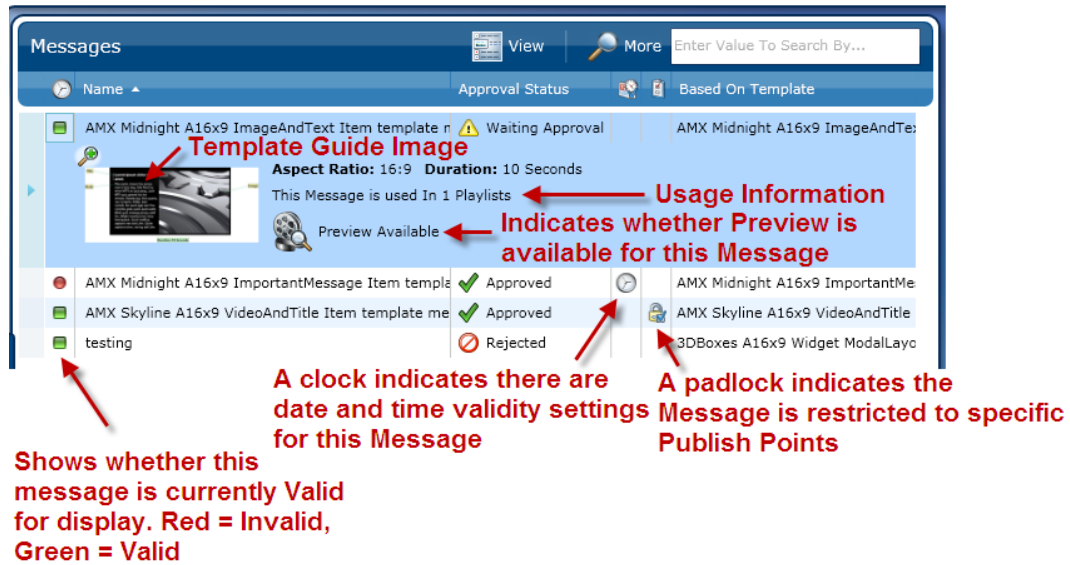 Messages View More Enter Value To Search By...
Name Approval Status Based On Template
AMX Midnight A16x9 ImageAndText Item template Waiting Approval AMX Midnight A16x9 ImageAndTe
Template Guide Image
Aspect Ratio: 16:9 Duration: 10 Seconds
This Message is used In 1 Playlists
Usage Information
Preview Available
Indicates whether Preview is
available for this Message
AMX Midnight A16x9 ImportantMessage Item templa Approved AMX Midnight A16x9 ImportantMe
AMX Skyline A16x9 VideoAndTitle Item template me Approved AMX Skyline A16x9 VideoAndTitle
testing Rejected 3DBoxes A16x9 Widget ModalLayo
A clock indicates there are
date and time validity settings
for this Message
A padlock indicates the
Message is restricted to specific
Publish Points
Shows whether this
message is currently Valid
for display. Red = Invalid,
Green = Valid